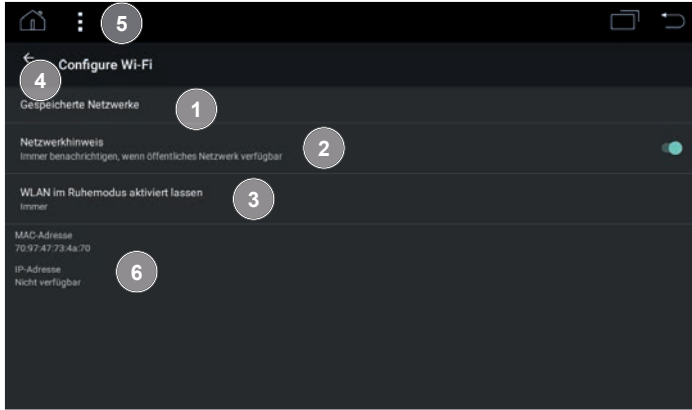 5
Configure Wi-Fi
4
Gespeicherte Netzwerke
1
Netzwerkhinweis
Immer benachrichtigen, wenn öffentliches Netzwerk verfügbar
2
WLAN im Ruhemodus aktiviert lassen
Immer
3
MAC-Adresse
70:97:47:73:4a:70
IP-Adresse
Nicht verfügbar
6